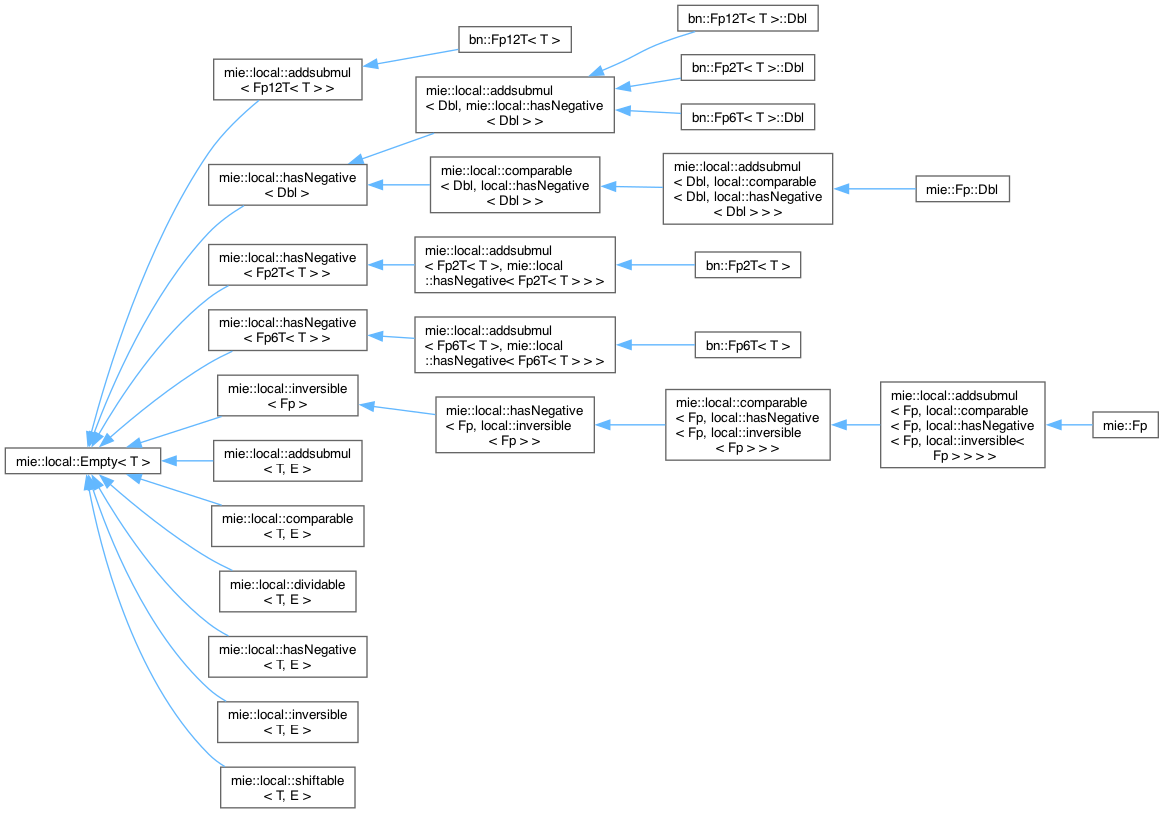 mie::local::Empty< T >
mie::local::addsubmul
< Fp12T< T > >
bn::Fp12T< T >
mie::local::hasNegative
< Dbl >
mie::local::addsubmul
< Dbl, mie::local::hasNegative
< Dbl > >
bn::Fp12T< T >::Dbl
bn::Fp2T< T >::Dbl
bn::Fp6T< T >::Dbl
mie::local::comparable
< Dbl, local::hasNegative
< Dbl > >
mie::local::addsubmul
< Dbl, local::comparable
< Dbl, local::hasNegative
< Dbl > > >
mie::Fp::Dbl
mie::local::hasNegative
< Fp2T< T > >
mie::local::addsubmul
< Fp2T< T >, mie::local
::hasNegative< Fp2T< T > > >
bn::Fp2T< T >
mie::local::hasNegative
< Fp6T< T > >
mie::local::addsubmul
< Fp6T< T >, mie::local
::hasNegative< Fp6T< T > > >
bn::Fp6T< T >
mie::local::inversible
< Fp >
mie::local::hasNegative
< Fp, local::inversible
< Fp > >
mie::local::comparable
< Fp, local::hasNegative
< Fp, local::inversible
< Fp > > >
mie::local::addsubmul
< Fp, local::comparable
< Fp, local::hasNegative
< Fp, local::inversible<
Fp > > > >
mie::Fp
mie::local::addsubmul
< T, E >
mie::local::comparable
< T, E >
mie::local::dividable
< T, E >
mie::local::hasNegative
< T, E >
mie::local::inversible
< T, E >
mie::local::shiftable
< T, E >